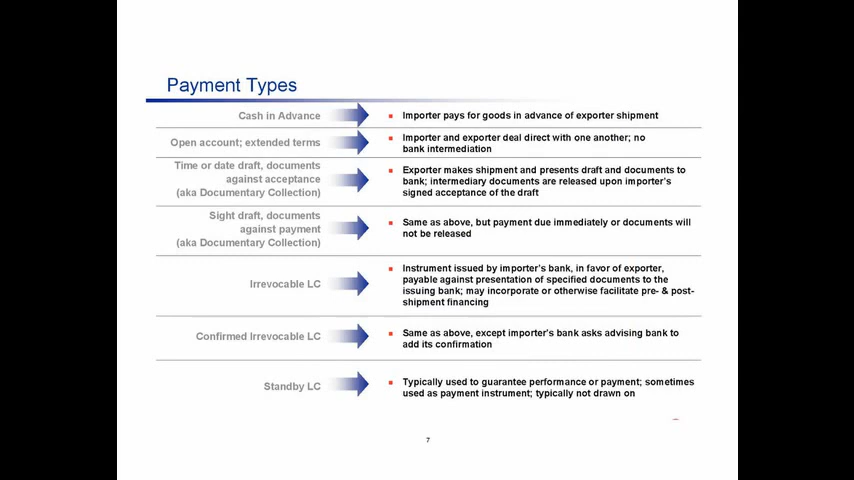 Payment Types
Cash in Advance
Importer pays for goods in advance of exporter shipment
Open account; extended terms
Importer and exporter deal direct with one another; no
bank intermediation
Time or date draft, documents
against acceptance
(aka Documentary Collection)
Exporter makes shipment and presents draft and documents to
bank; intermediary documents are released upon importer's
signed acceptance of the draft
Sight draft, documents
against payment
(aka Documentary Collection)
Same as above, but payment due immediately or documents will
not be released
Irrevocable LC
Instrument issued by importer's bank, in favor of exporter,
payable against presentation of specified documents to the
issuing bank; may incorporate or otherwise facilitate pre- & post-
shipment financing
Confirmed Irrevocable LC
Same as above, except importer's bank asks advising bank to
add its confirmation
Standby LC
Typically used to guarantee performance or payment; sometimes
used as payment instrument; typically not drawn on
7